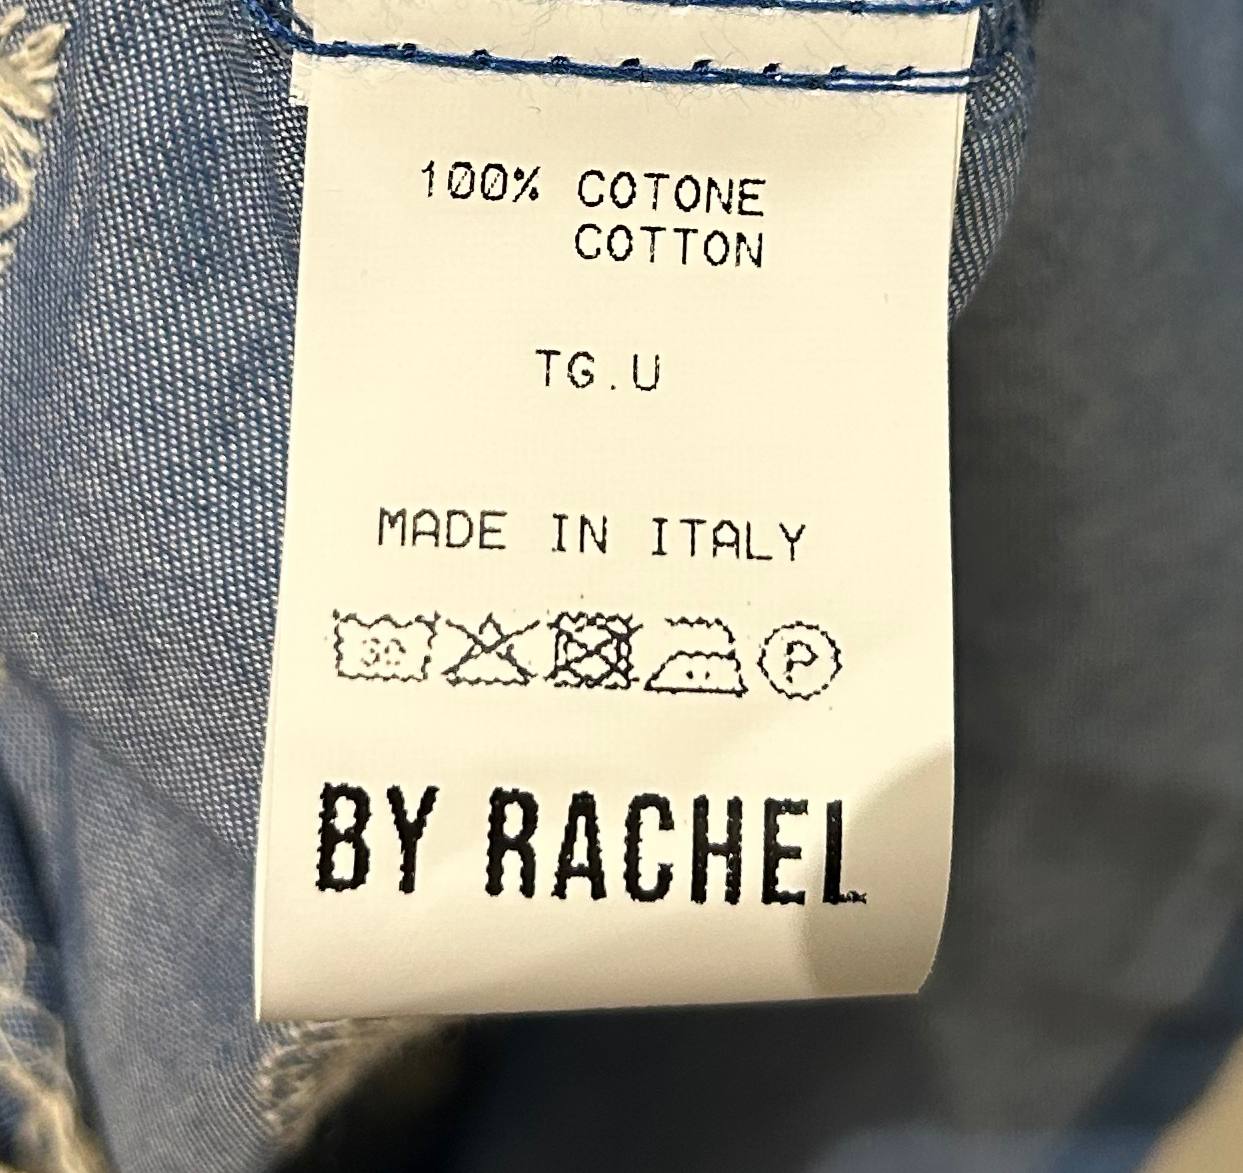 100% COTONE
COTTON
TG.U
MADE IN ITALY
30
P
BY RACHEL